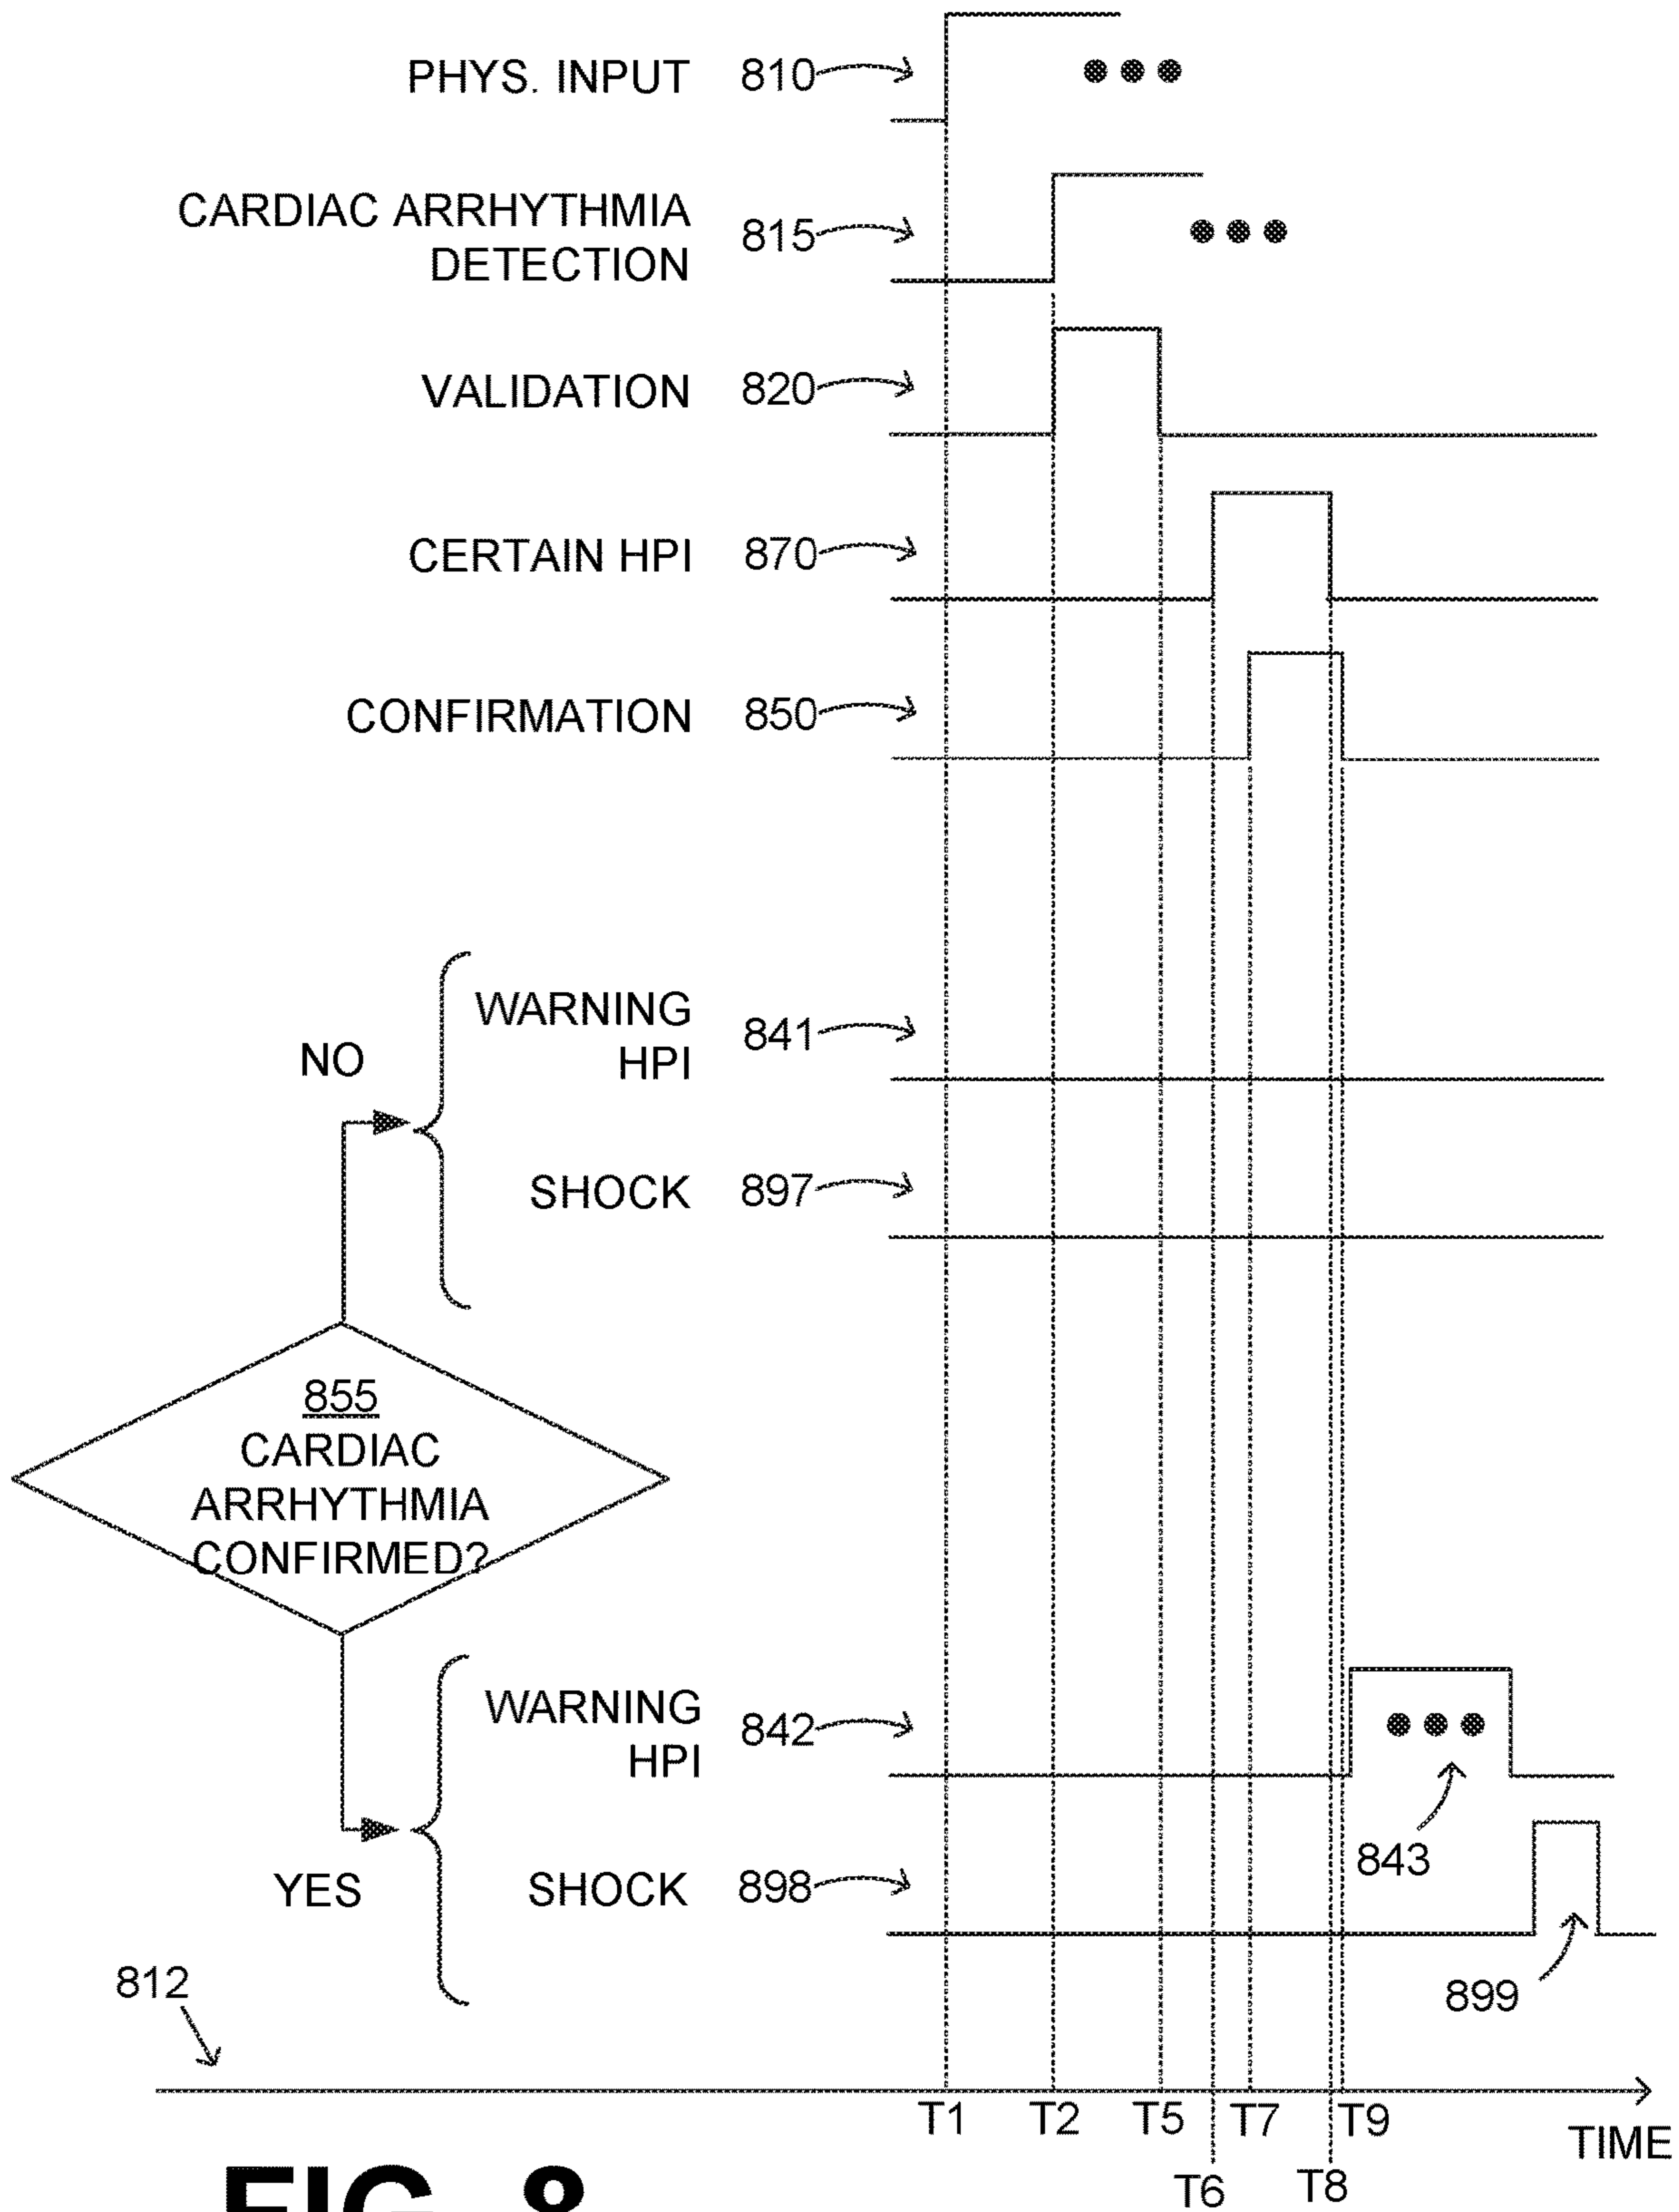 PHYS. INPUT 810
CARDIAC ARRHYTHMIA
DETECTION 815
VALIDATION 820
CERTAIN HPI 870
CONFIRMATION 850
NO
WARNING
HPI 841
SHOCK 897
855
CARDIAC
ARRHYTHMIA
CONFIRMED?
WARNING
HPI 842
843
YES
SHOCK 898
899
812
T1 T2 T5 T7 T9
TIME
T6 T8
FIG. 8